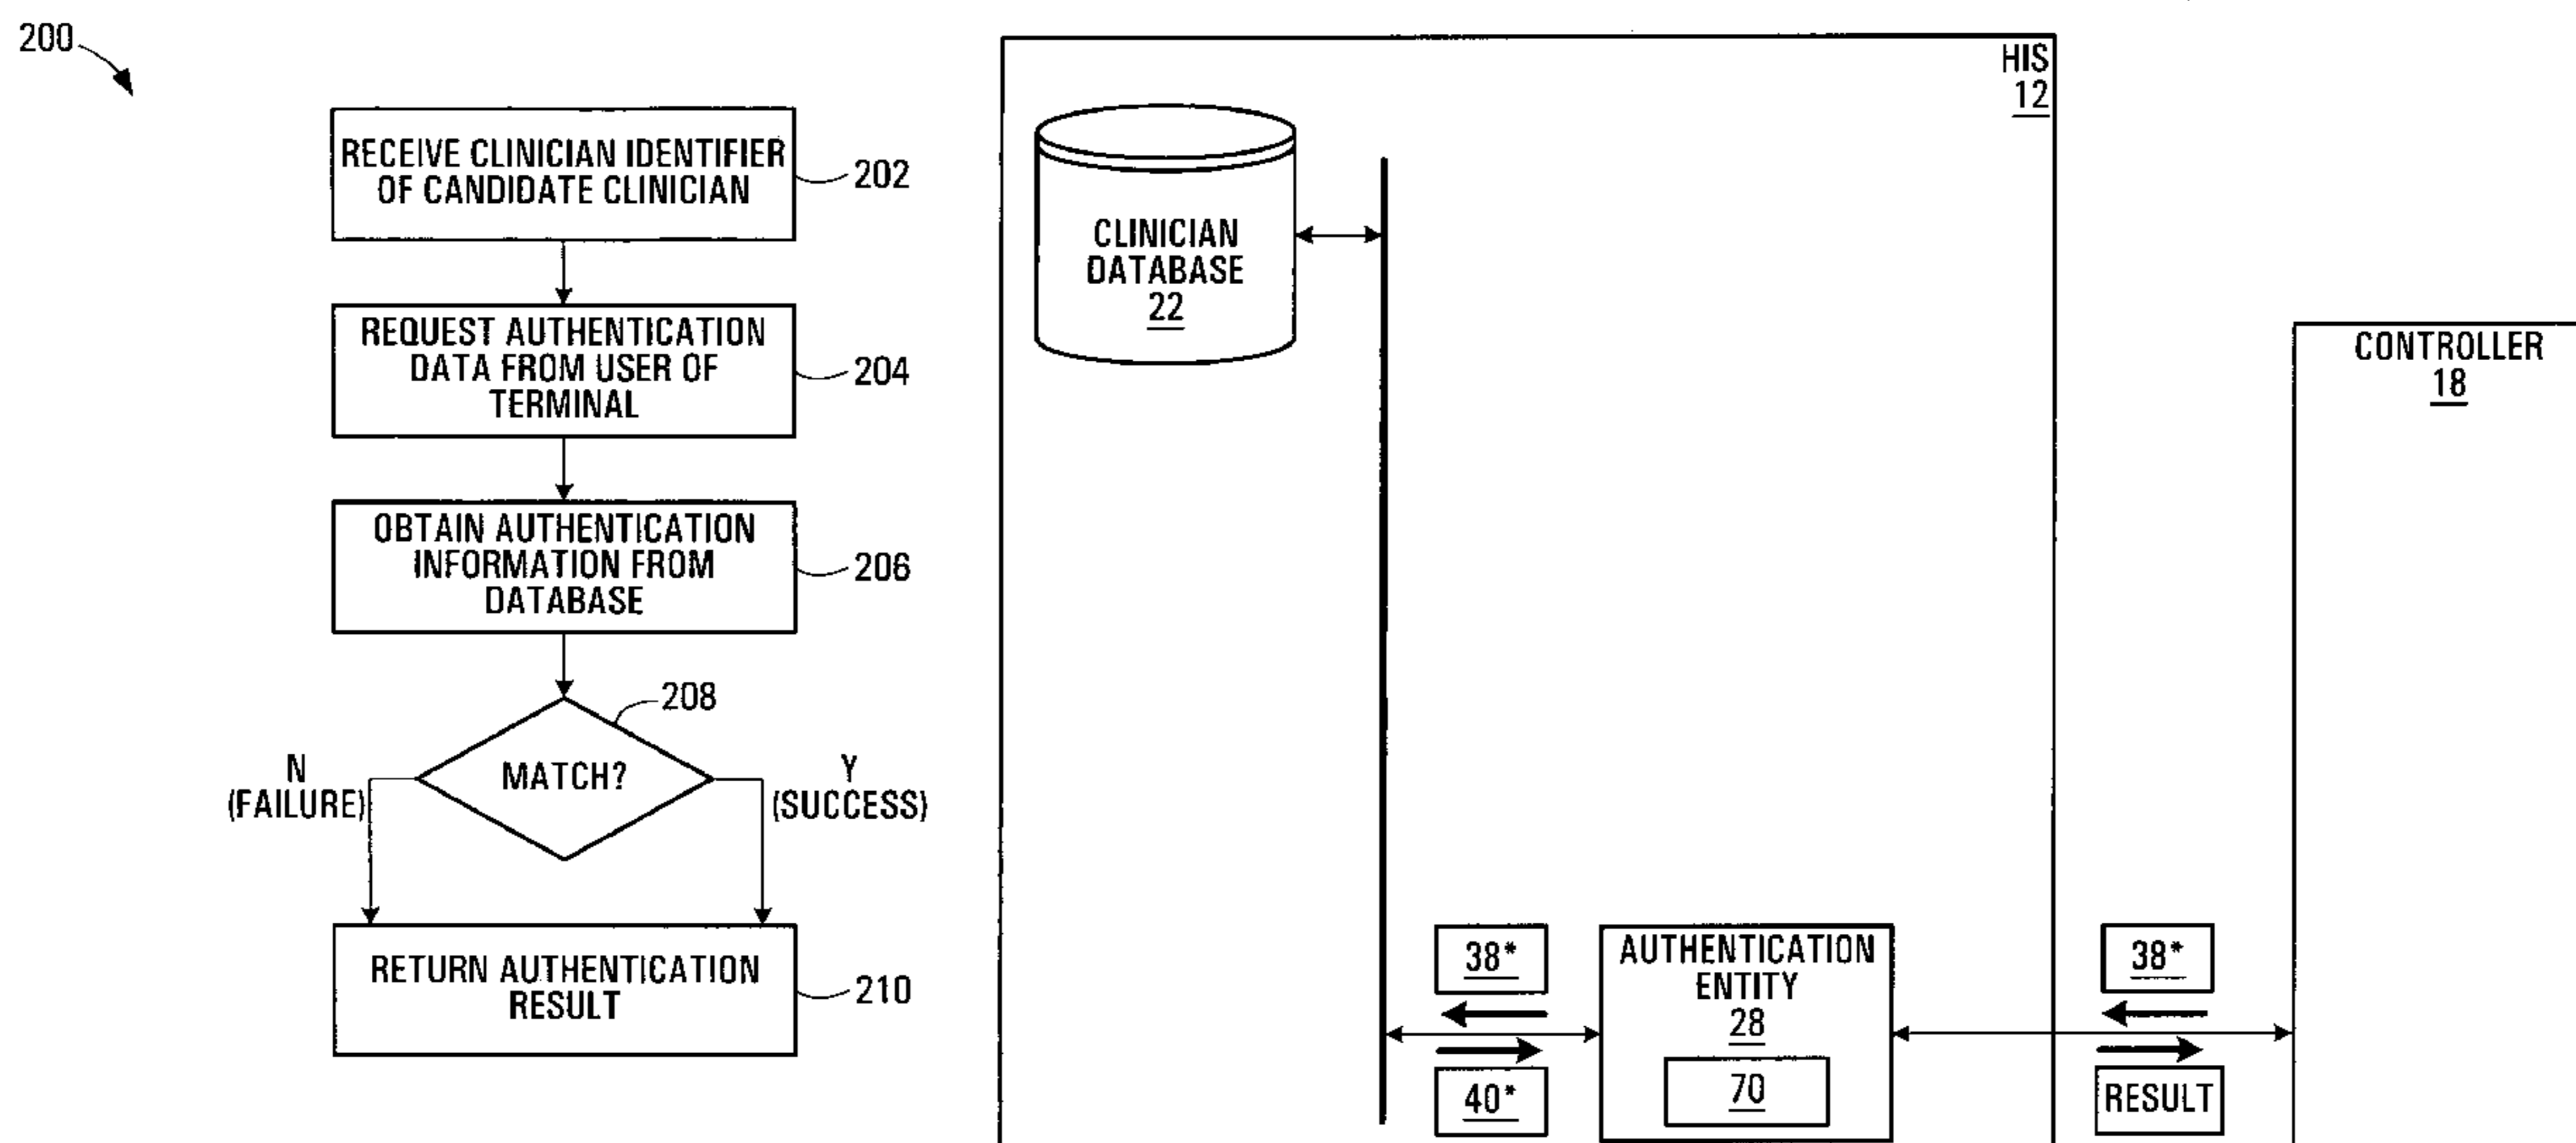 200
RECEIVE CLINICIAN IDENTIFIER
OF CANDIDATE CLINICIAN
202
REQUEST AUTHENTICATION
DATA FROM USER OF
TERMINAL
204
OBTAIN AUTHENTICATION
INFORMATION FROM
DATABASE
206
208
MATCH?
N
(FAILURE)
Y
(SUCCESS)
RETURN AUTHENTICATION
RESULT
210
HIS
12
CLINICIAN
DATABASE
22
CONTROLLER
18
38*
40*
AUTHENTICATION
ENTITY
28
70
38*
RESULT